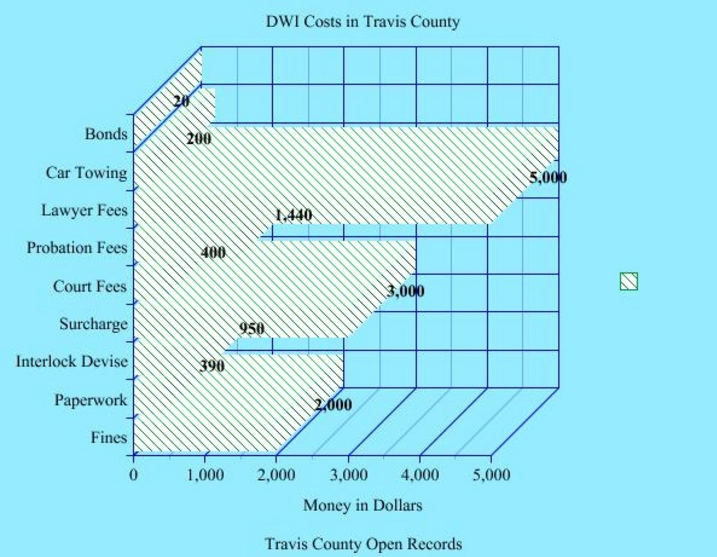 DWI Costs in Travis County
20
Bonds
200
Car Towing
5,000
Lawyer Fees
1,440
Probation Fees
400
Court Fees
3,000
Surcharge
950
Interlock Devise
390
Paperwork
2,000
Fines
0 1,000 2,000 3,000 4,000 5,000
Money in Dollars
Travis County Open Records